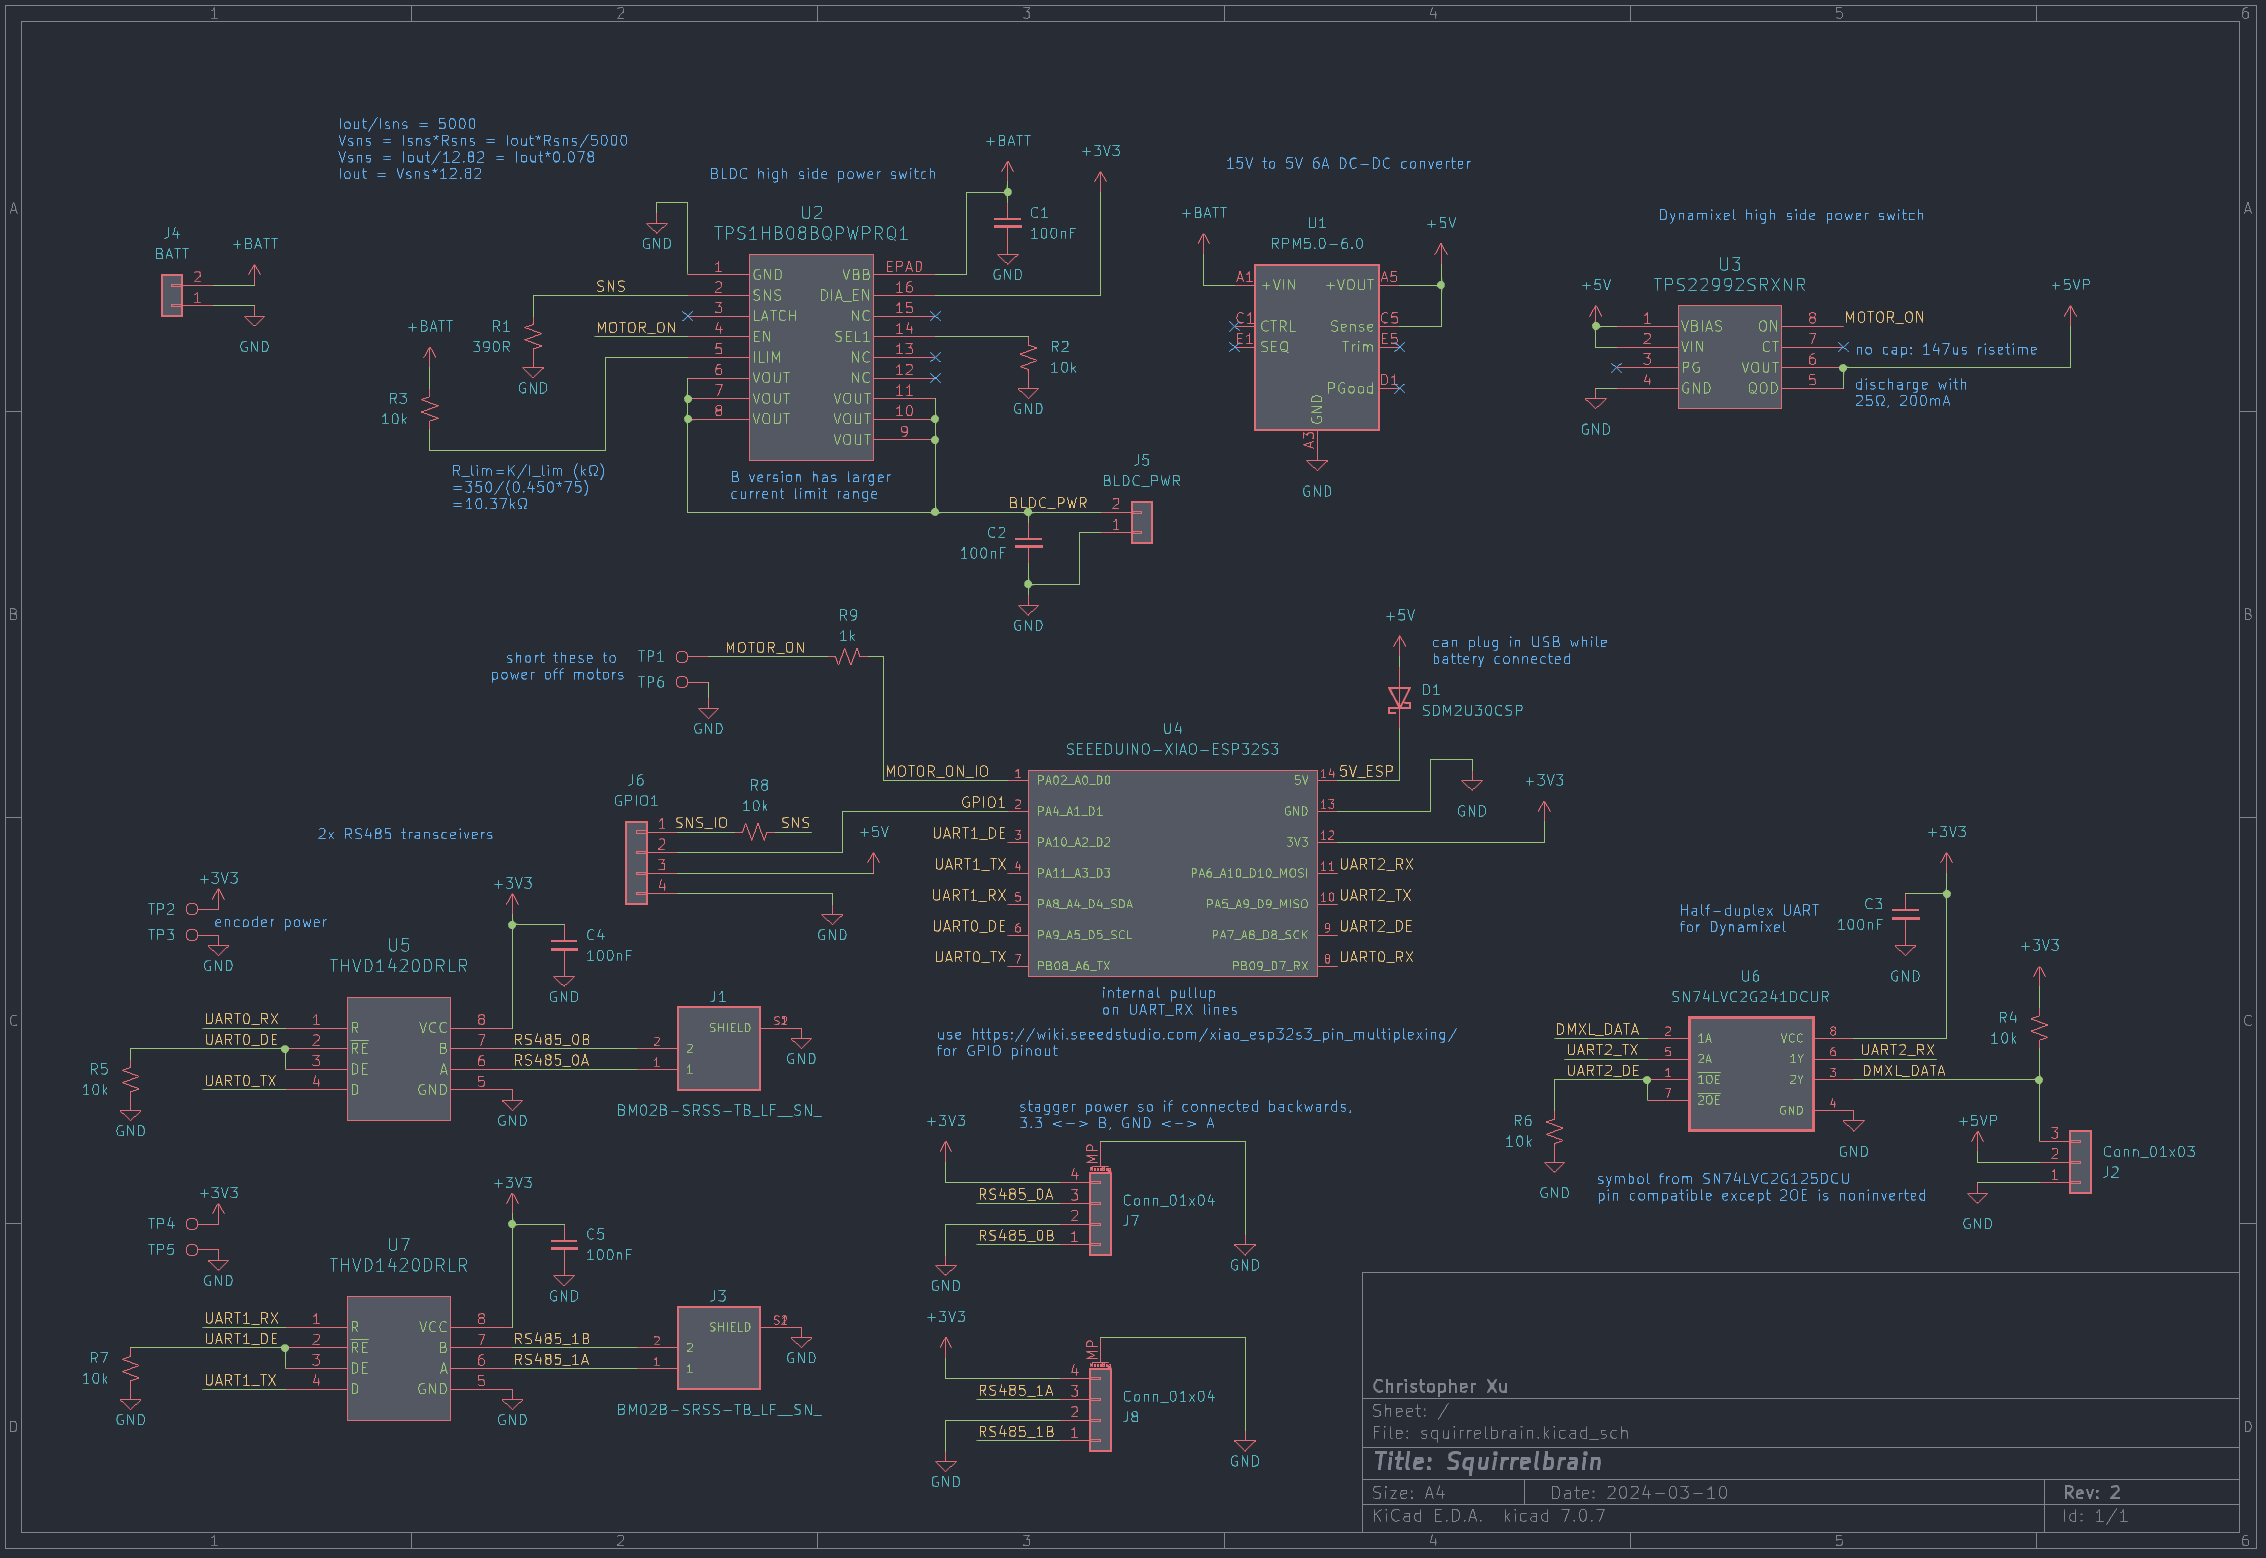 1 2 3 4 5 6
A
B
C
D
Iout/Isns = 5000
Vsns = Isns*Rsns = Iout*Rsns/5000
Vsns = Iout/12.82 = Iout*0.078
Iout = Vsns*12.82
J4
BATT
2
1
+BATT
GND
BLDC high side power switch
U2
TPS1HB08BQPWPRQ1
GND
+BATT
C1
100nF
GND
+3V3
1 GND
2 SNS
3 LATCH
4 EN
5 ILIM
6 VOUT
7 VOUT
8 VOUT
VBB EPAD
DIA_EN 16
NC 15
SEL1 14
NC 13
NC 12
VOUT 11
VOUT 10
VOUT 9
SNS
MOTOR_ON
R1
390R
GND
+BATT
R3
10k
R_lim=K/I_lim (kΩ)
=350/(0.450*75)
=10.37kΩ
B version has larger
current limit range
R2
10k
GND
BLDC_PWR
J5
BLDC_PWR
2
1
C2
100nF
GND
15V to 5V 6A DC-DC converter
+BATT
U1
RPM5.0-6.0
+5V
A1 +VIN
C1 CTRL
E1 SEQ
+VOUT A5
Sense C5
Trim E5
PGood D1
GND
A3
GND
Dynamixel high side power switch
+5V
U3
TPS22992SRXNR
+5VP
1 VBIAS
2 VIN
3 PG
4 GND
ON 8
CT 7
VOUT 6
QOD 5
MOTOR_ON
no cap: 147us risetime
discharge with
25Ω, 200mA
GND
short these to
power off motors
TP1
TP6
MOTOR_ON
R9
1k
GND
+5V
can plug in USB while
battery connected
D1
SDM2U30CSP
U4
SEEEDUINO-XIAO-ESP32S3
MOTOR_ON_IO 1 PA02_A0_D0
GPIO1 2 PA4_A1_D1
UART1_DE 3 PA10_A2_D2
UART1_TX 4 PA11_A3_D3
UART1_RX 5 PA8_A4_D4_SDA
UART0_DE 6 PA9_A5_D5_SCL
UART0_TX 7 PB08_A6_TX
5V 14 5V_ESP
GND 13
3V3 12
PA6_A10_D10_MOSI 11 UART2_RX
PA5_A9_D9_MISO 10 UART2_TX
PA7_A8_D8_SCK 9 UART2_DE
PB09_D7_RX 8 UART0_RX
GND
+3V3
internal pullup
on UART_RX lines
use https://wiki.seeedstudio.com/xiao_esp32s3_pin_multiplexing/
for GPIO pinout
J6
GPIO1
1
2
3
4
SNS_IO
R8
10k
SNS
+5V
GND
2x RS485 transceivers
TP2
+3V3
TP3
GND
encoder power
U5
THVD1420DRLR
+3V3
C4
100nF
GND
UART0_RX 1 R
UART0_DE 2 RE
3 DE
UART0_TX 4 D
VCC 8
B 7 RS485_0B
A 6 RS485_0A
GND 5
R5
10k
GND
GND
J1
SHIELD
2 2
1 1
GND
BM02B-SRSS-TB_LF__SN_
TP4
+3V3
TP5
GND
U7
THVD1420DRLR
+3V3
C5
100nF
GND
UART1_RX 1 R
UART1_DE 2 RE
3 DE
UART1_TX 4 D
VCC 8
B 7 RS485_1B
A 6 RS485_1A
GND 5
R7
10k
GND
GND
J3
SHIELD
2 2
1 1
GND
BM02B-SRSS-TB_LF__SN_
stagger power so if connected backwards,
3.3 <-> B, GND <-> A
+3V3
MP
4
RS485_0A 3
2
RS485_0B 1
Conn_01x04
J7
GND
GND
+3V3
MP
4
RS485_1A 3
2
RS485_1B 1
Conn_01x04
J8
GND
GND
Half-duplex UART
for Dynamixel
+3V3
C3
100nF
GND
+3V3
R4
10k
U6
SN74LVC2G241DCUR
DMXL_DATA 2 1A
UART2_TX 5 2A
UART2_DE 1 1OE
7 2OE
VCC 8
1Y 6 UART2_RX
2Y 3 DMXL_DATA
GND 4
R6
10k
GND
GND
symbol from SN74LVC2G125DCU
pin compatible except 2OE is noninverted
+5VP
3
2
1
Conn_01x03
J2
GND
Christopher Xu
Sheet: /
File: squirrelbrain.kicad_sch
Title: Squirrelbrain
Size: A4 Date: 2024-03-10 Rev: 2
KiCad E.D.A. kicad 7.0.7 Id: 1/1
A
B
C
D
1 2 3 4 5 6